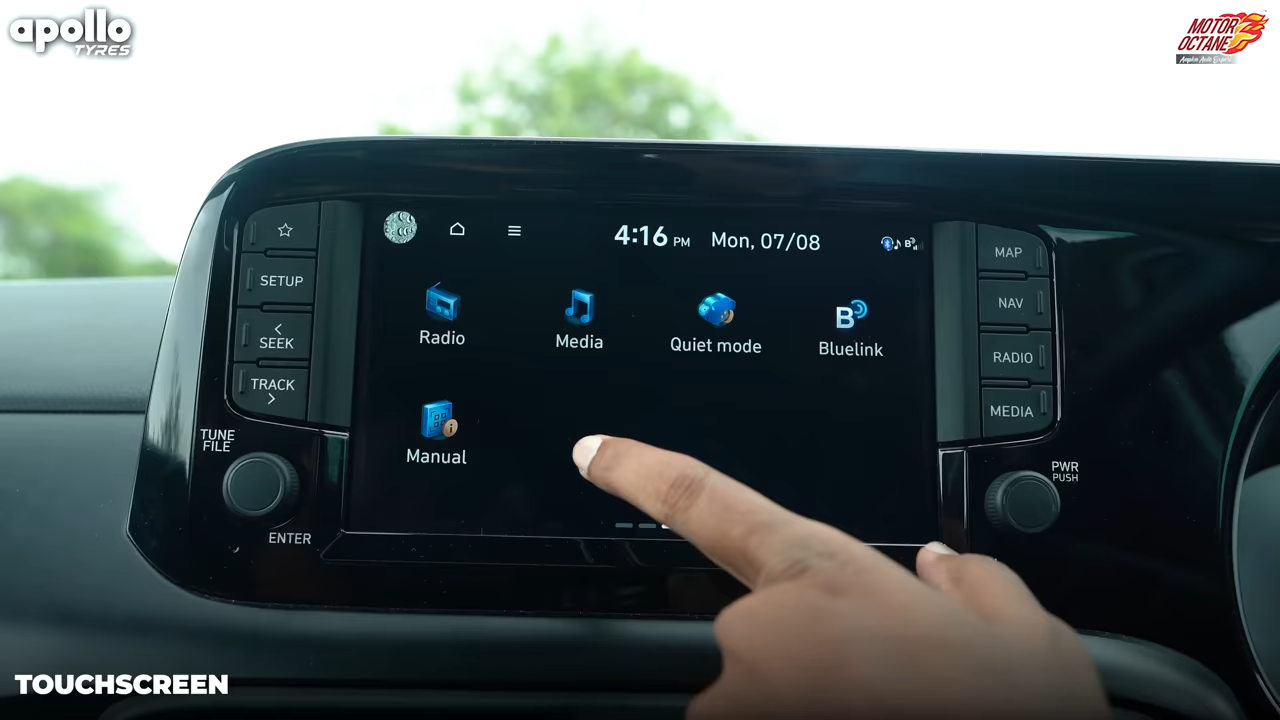 apollo
TYRES
MOTOR
OCTANE
4:16 PM Mon, 07/08
SETUP
<
SEEK
TRACK
>
TUNE
FILE
ENTER
Radio
Media
Quiet mode
B
Bluelink
i
Manual
MAP
NAV
RADIO
MEDIA
PWR
PUSH
TOUCHSCREEN